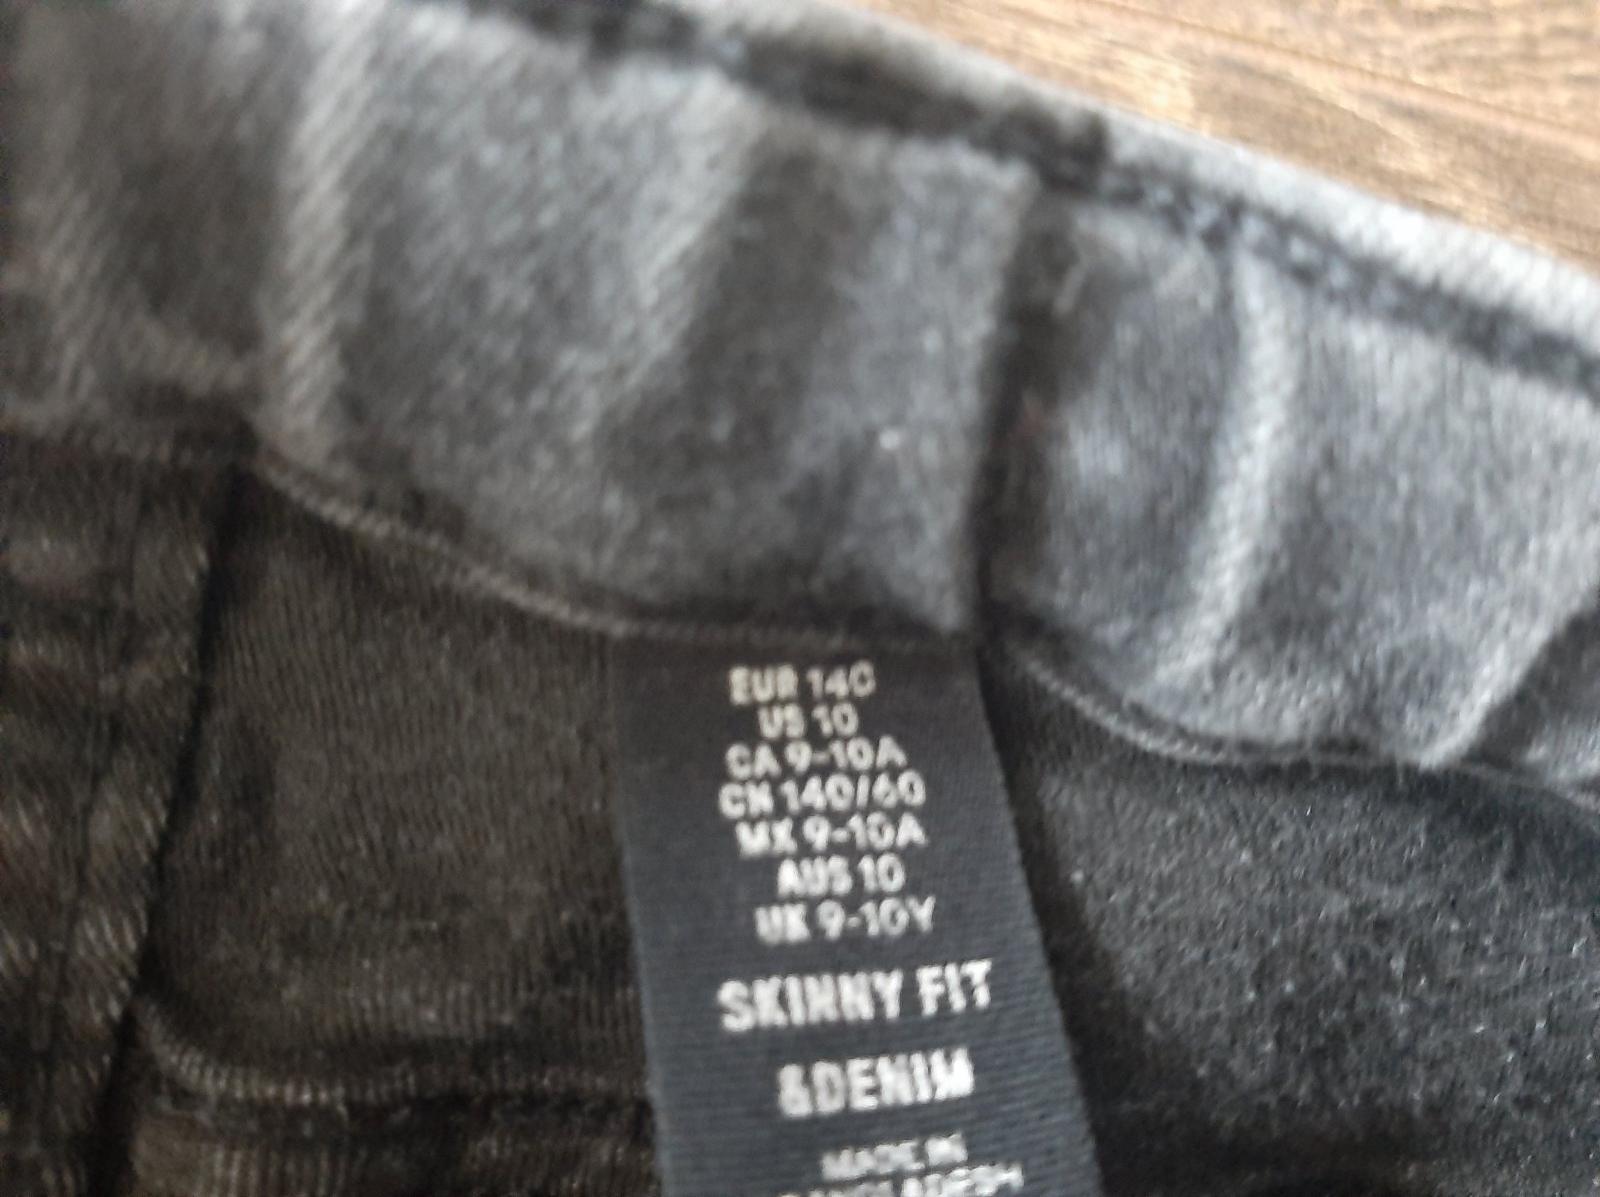 EUR 140
US 10
CA 9-10A
CN 140/60
MX 9-10A
AUS 10
UK 9-10Y
SKINNY FIT
&DENIM
MADE IN
BANGLADESH